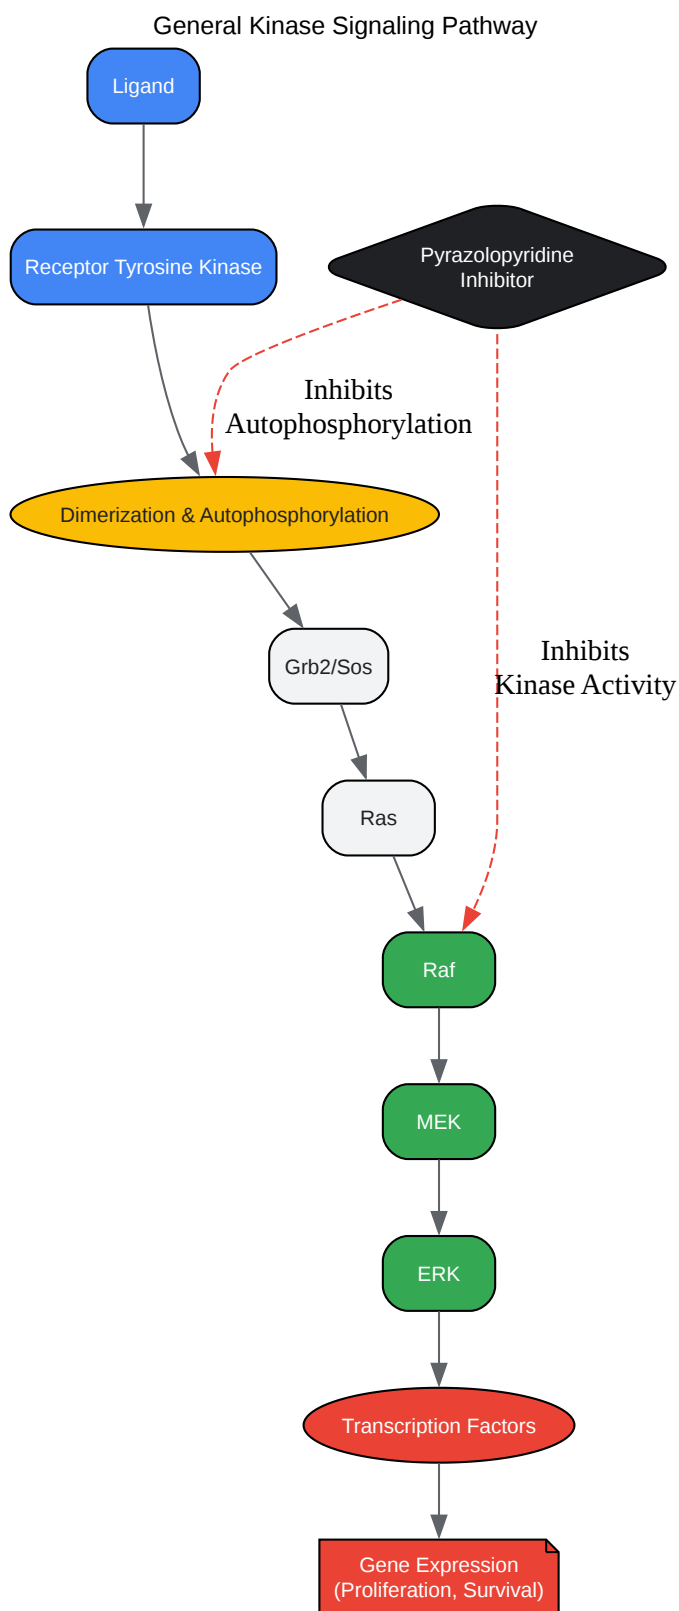 General Kinase Signaling Pathway
Ligand
Receptor Tyrosine Kinase
Pyrazolopyridine
Inhibitor
Inhibits
Autophosphorylation
Dimerization & Autophosphorylation
Grb2/Sos
Inhibits
Kinase Activity
Ras
Raf
MEK
ERK
Transcription Factors
Gene Expression
(Proliferation, Survival)